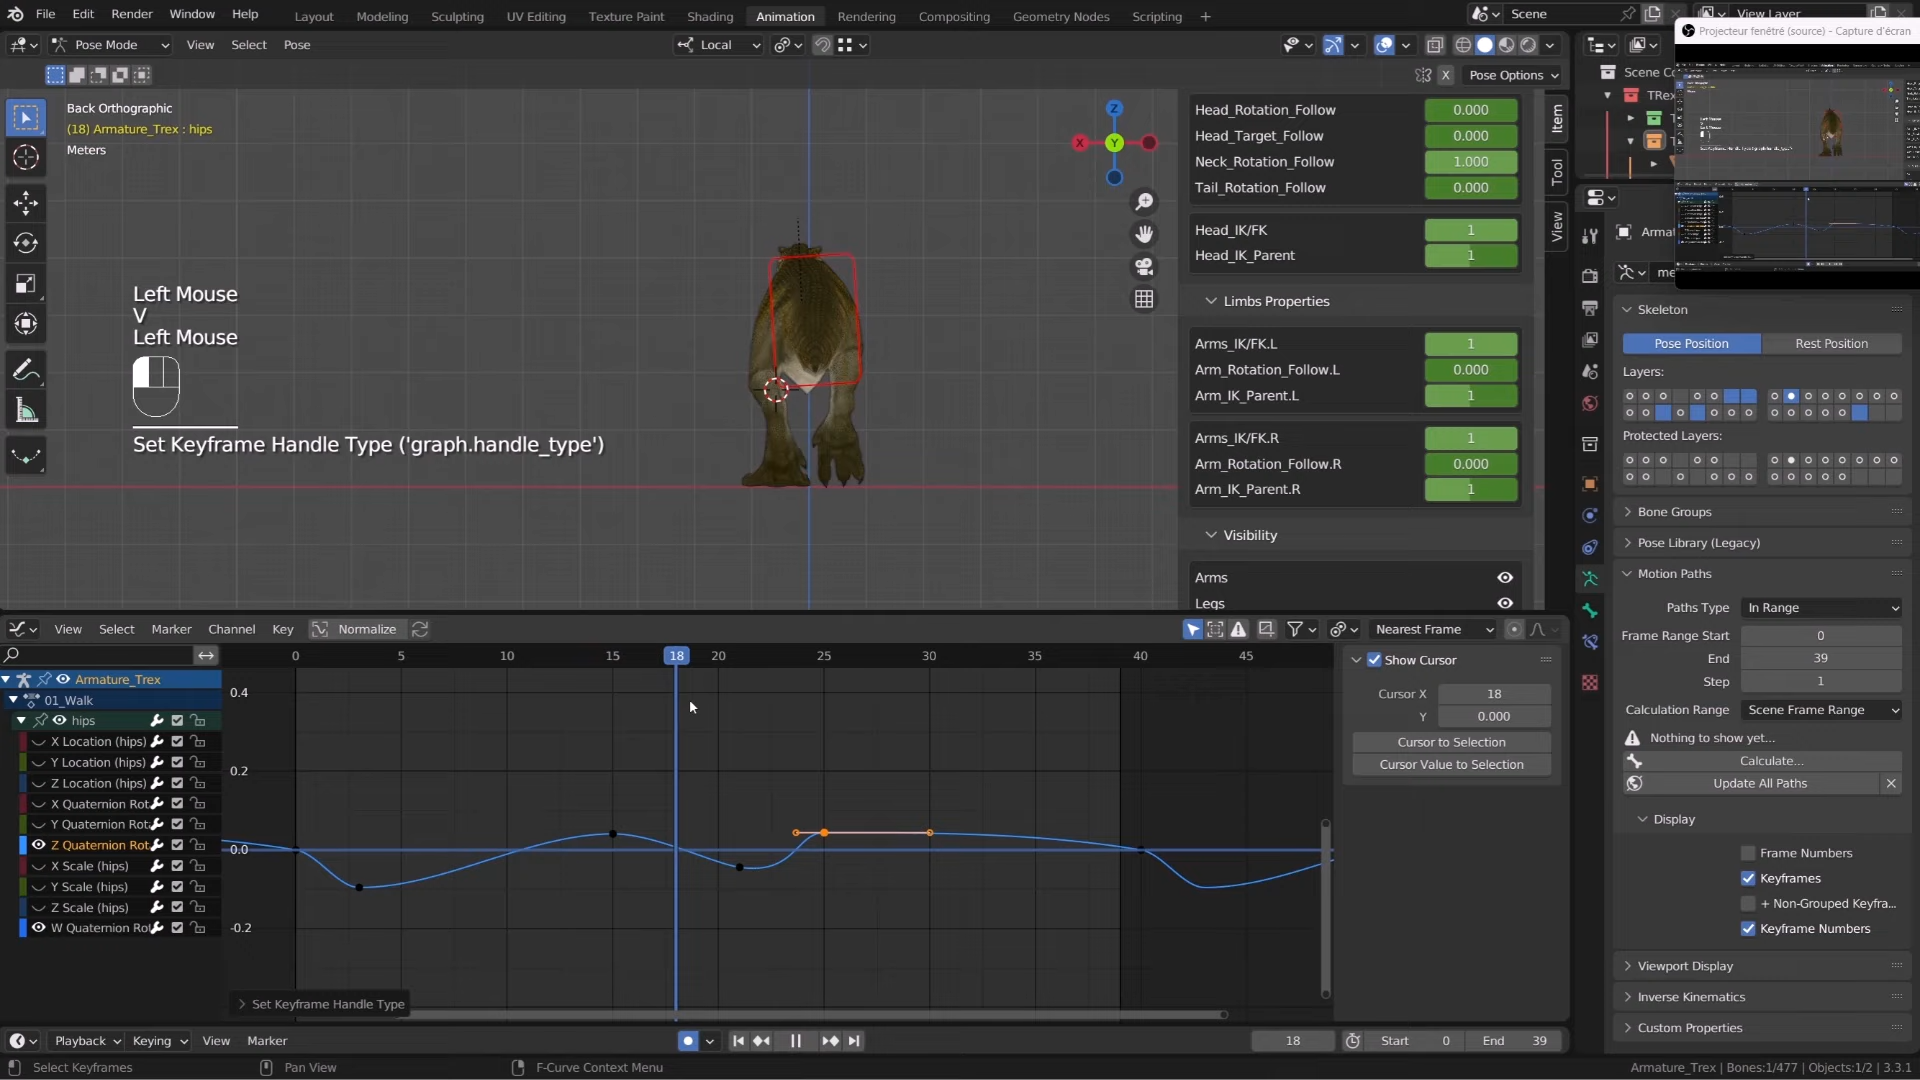 File Edit Render Window Help
Layout Modeling Sculpting UV Editing Texture Paint Shading Animation Rendering Compositing Geometry Nodes Scripting +
Scene
View Layer
Projecteur fenêtré (source) - Capture d'écran
Pose Mode View Select Pose
Local
X Pose Options
Back Orthographic
(18) Armature_Trex : hips
Meters
Z
X
Y
Left Mouse
V
Left Mouse
Set Keyframe Handle Type ('graph.handle_type')
Head_Rotation_Follow 0.000
Head_Target_Follow 0.000
Neck_Rotation_Follow 1.000
Tail_Rotation_Follow 0.000
Head_IK/FK 1
Head_IK_Parent 1
Limbs Properties
Arms_IK/FK.L 1
Arm_Rotation_Follow.L 0.000
Arm_IK_Parent.L 1
Arms_IK/FK.R 1
Arm_Rotation_Follow.R 0.000
Arm_IK_Parent.R 1
Visibility
Arms
Legs
Item
Tool
View
Scene Co
TRex
Armat
me
Skeleton
Pose Position Rest Position
Layers:
Protected Layers:
Bone Groups
Pose Library (Legacy)
Motion Paths
Paths Type In Range
Frame Range Start 0
End 39
Step 1
Calculation Range Scene Frame Range
Nothing to show yet...
Calculate...
Update All Paths
Display
Frame Numbers
Keyframes
+ Non-Grouped Keyfra...
Keyframe Numbers
Viewport Display
Inverse Kinematics
Custom Properties
View Select Marker Channel Key Normalize
Nearest Frame
0 5 10 15 18 20 25 30 35 40 45
Armature_Trex
01_Walk
hips
X Location (hips)
Y Location (hips)
Z Location (hips)
X Quaternion Rot
Y Quaternion Rot
Z Quaternion Rot
X Scale (hips)
Y Scale (hips)
Z Scale (hips)
W Quaternion Rot
0.4
0.2
0.0
-0.2
Show Cursor
Cursor X 18
Y 0.000
Cursor to Selection
Cursor Value to Selection
Set Keyframe Handle Type
Playback Keying View Marker
18 Start 0 End 39
Select Keyframes Pan View F-Curve Context Menu
Armature_Trex | Bones:1/477 | Objects:1/2 | 3.3.1